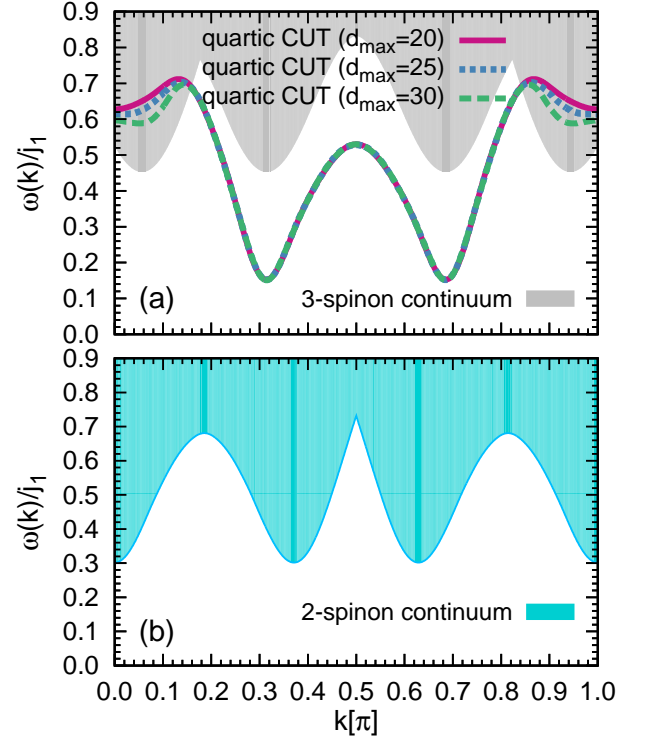 0.9
quartic CUT (dmax=20)
0.8
quartic CUT (dmax=25)
0.7
quartic CUT (dmax=30)
0.6
0.5
0.4
0.3
0.2
0.1
0.0
ω(k)/j1
(a)
3-spinon continuum
0.9
0.8
0.7
0.6
0.5
0.4
0.3
0.2
0.1
0.0
ω(k)/j1
(b)
2-spinon continuum
0.0 0.1 0.2 0.3 0.4 0.5 0.6 0.7 0.8 0.9 1.0
k[π]